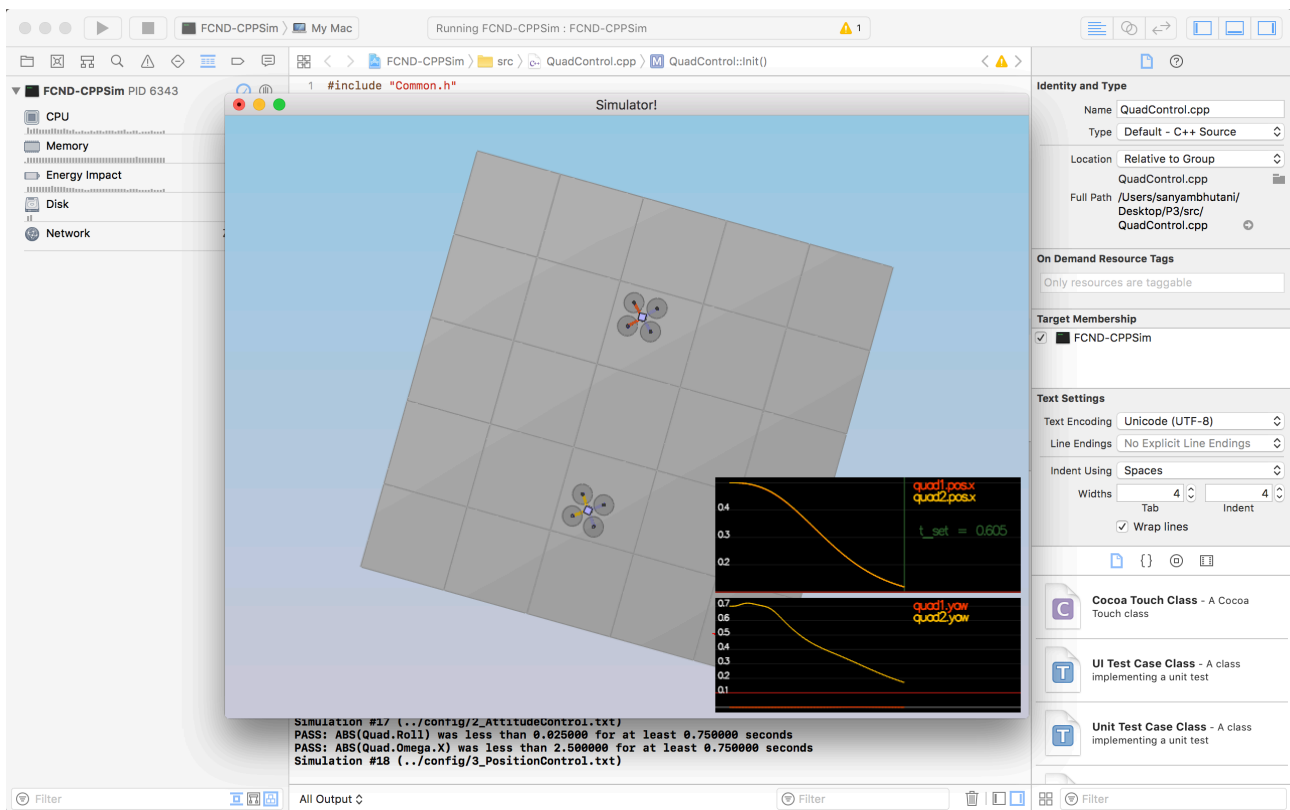 FCND-CPPSim
My Mac
Running FCND-CPPSim : FCND-CPPSim
1
FCND-CPPSim
src
QuadControl.cpp
QuadControl::Init()
FCND-CPPSim PID 6343
CPU
Memory
Energy Impact
Disk
Network
1 #include "Common.h"
Simulator!
quad1.pos.x
quad2.pos.x
0.4
t_set = 0.605
0.3
0.2
quad1.yaw
quad2.yaw
0.7
0.6
0.5
0.4
0.3
0.2
0.1
Simulation #17 (../config/2_AttitudeControl.txt)
PASS: ABS(Quad.Roll) was less than 0.025000 for at least 0.750000 seconds
PASS: ABS(Quad.Omega.X) was less than 2.500000 for at least 0.750000 seconds
Simulation #18 (../config/3_PositionControl.txt)
Filter
All Output
Filter
Identity and Type
Name QuadControl.cpp
Type Default - C++ Source
Location Relative to Group
QuadControl.cpp
Full Path /Users/sanyambhutani/
Desktop/P3/src/
QuadControl.cpp
On Demand Resource Tags
Only resources are taggable
Target Membership
FCND-CPPSim
Text Settings
Text Encoding Unicode (UTF-8)
Line Endings No Explicit Line Endings
Indent Using Spaces
Widths 4 4
Tab Indent
Wrap lines
{}
C
Cocoa Touch Class - A Cocoa
Touch class
T
UI Test Case Class - A class
implementing a unit test
T
Unit Test Case Class - A class
implementing a unit test
Filter